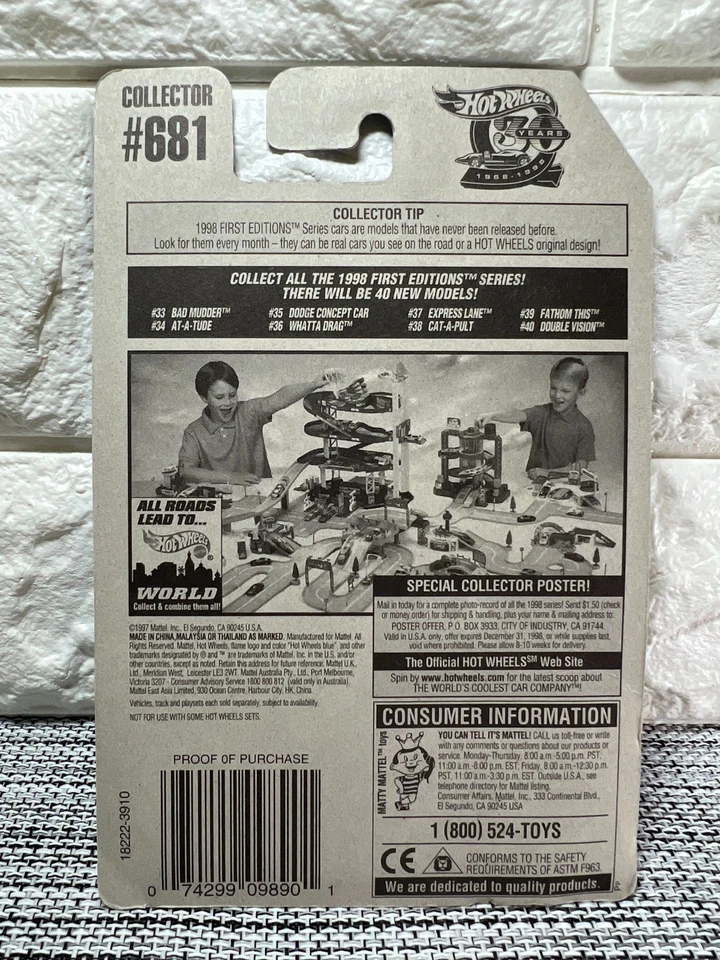 COLLECTOR
#681
Hot Wheels
30
YEARS
1968-1998
COLLECTOR TIP
1998 FIRST EDITIONS™ Series cars are models that have never been released before.
Look for them every month – they can be real cars you see on the road or a HOT WHEELS original design!
COLLECT ALL THE 1998 FIRST EDITIONS™ SERIES!
THERE WILL BE 40 NEW MODELS!
#33 BAD MUDDER™ #35 DODGE CONCEPT CAR #37 EXPRESS LANE™ #39 FATHOM THIS™
#34 AT-A-TUDE #36 WHATTA DRAG™ #38 CAT-A-PULT #40 DOUBLE VISION™
ALL ROADS
LEAD TO...
Hot Wheels®
WORLD
Collect & combine them all!
SPECIAL COLLECTOR POSTER!
Mail in today for a complete photo-record of all the 1998 series! Send $1.50 (check
or money order) for shipping & handling, plus your name & mailing address to:
POSTER OFFER, P.O. BOX 3933, CITY OF INDUSTRY, CA 91744.
Valid in U.S.A. only, offer expires December 31, 1998, or while supplies last,
void where prohibited. Please allow 8-10 weeks for delivery.
The Official HOT WHEELS℠ Web Site
Spin by www.hotwheels.com for the latest scoop about
THE WORLD'S COOLEST CAR COMPANY™!
©1997 Mattel, Inc. El Segundo, CA 90245 U.S.A.
MADE IN CHINA, MALAYSIA OR THAILAND AS MARKED. Manufactured for Mattel. All
Rights Reserved. Mattel, Hot Wheels, flame logo and color "Hot Wheels blue", and other
trademarks designated by ® and ™ are trademarks of Mattel, Inc. in the U.S. and/or
other countries, except as noted. Retain this address for future reference: Mattel U.K.,
Ltd., Meridian West, Leicester LE3 2WT. Mattel Australia Pty., Ltd., Port Melbourne,
Victoria 3207 - Consumer Advisory Service 1800 800 812 (valid only in Australia).
Mattel East Asia Limited, 930 Ocean Centre, Harbour City, HK, China.
Vehicles, track and playsets each sold separately, subject to availability.
NOT FOR USE WITH SOME HOT WHEELS SETS.
CONSUMER INFORMATION
MATTY MATTEL™ toys
YOU CAN TELL IT'S MATTEL! CALL us toll-free or write
with any comments or questions about our products or
service. Monday-Thursday, 8:00 a.m.-5:00 p.m. PST,
11:00 a.m.-8:00 p.m. EST; Friday, 8:00 a.m.-12:30 p.m.
PST, 11:00 a.m.-3:30 p.m. EST. Outside U.S.A., see
telephone directory for Mattel listing.
Consumer Affairs, Mattel, Inc., 333 Continental Blvd.,
El Segundo, CA 90245 USA
1 (800) 524-TOYS
CE
CONFORMS TO THE SAFETY
REQUIREMENTS OF ASTM F963.
We are dedicated to quality products.
PROOF OF PURCHASE
18222-3910
0 74299 09890 1